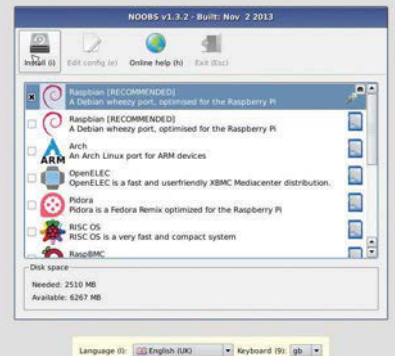 NOOBS v1.3.2 - Built: Nov 2 2013
Install (i) Edit config (e) Online help (h) Exit (Esc)
Raspbian [RECOMMENDED]
A Debian wheezy port, optimised for the Raspberry Pi
Raspbian [RECOMMENDED]
A Debian wheezy port, optimised for the Raspberry Pi
Arch
An Arch Linux port for ARM devices
ARM
OpenELEC
OpenELEC is a fast and userfriendly XBMC Mediacenter distribution.
Pidora
Pidora is a Fedora Remix optimized for the Raspberry Pi
RISC OS
RISC OS is a very fast and compact system
RaspBMC
Disk space
Needed: 2510 MB
Available: 6267 MB
Language (l): English (UK) Keyboard (9): gb